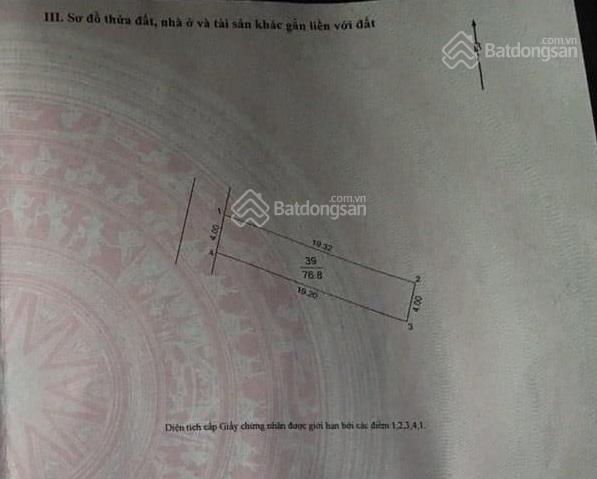 III. Sơ đồ thửa đất, nhà ở và tài sản khác gắn liền với đất
.com.vn
Batdongsan
.com.vn
Batdongsan
1
19.32
4.00
39
76.8
4
2
19.20
4.00
3
Diện tích cấp Giấy chứng nhận được giới hạn bởi các điểm 1,2,3,4,1.